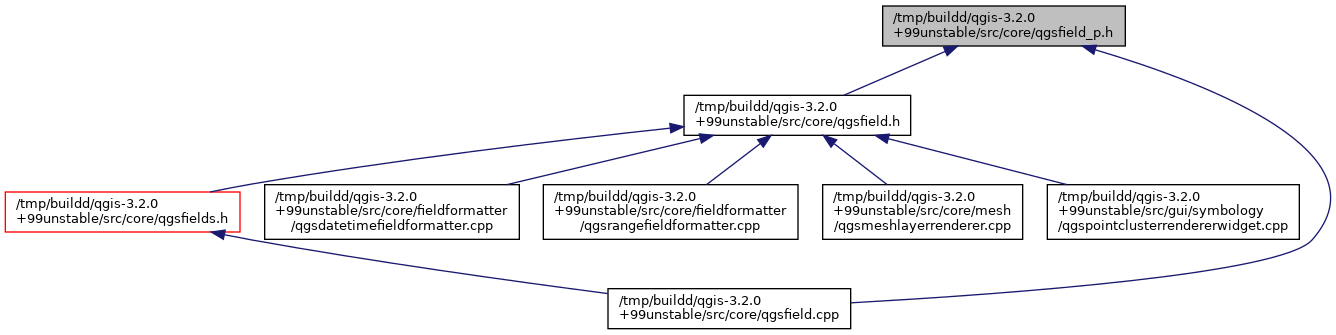 /tmp/buildd/qgis-3.2.0
+99unstable/src/core/qgsfield_p.h
/tmp/buildd/qgis-3.2.0
+99unstable/src/core/qgsfield.h
/tmp/buildd/qgis-3.2.0
+99unstable/src/core/qgsfields.h
/tmp/buildd/qgis-3.2.0
+99unstable/src/core/fieldformatter
/qgsdatetimefieldformatter.cpp
/tmp/buildd/qgis-3.2.0
+99unstable/src/core/fieldformatter
/qgsrangefieldformatter.cpp
/tmp/buildd/qgis-3.2.0
+99unstable/src/core/mesh
/qgsmeshlayerrenderer.cpp
/tmp/buildd/qgis-3.2.0
+99unstable/src/gui/symbology
/qgspointclusterrendererwidget.cpp
/tmp/buildd/qgis-3.2.0
+99unstable/src/core/qgsfield.cpp